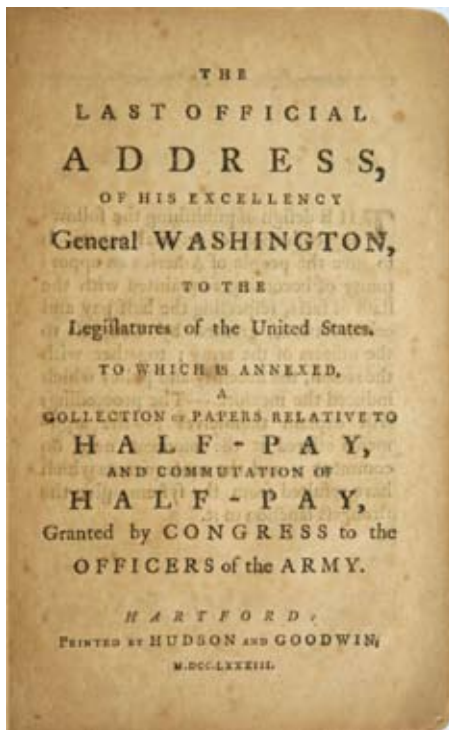 THE
LAST OFFICIAL
ADDRESS,
OF HIS EXCELLENCY
General WASHINGTON,
TO THE
Legiſlatures of the United States.
TO WHICH IS ANNEXED,
A
COLLECTION OF PAPERS RELATIVE TO
HALF-PAY,
AND COMMUTATION OF
HALF-PAY,
Granted by CONGRESS to the
OFFICERS of the ARMY.
HARTFORD:
PRINTED BY HUDSON AND GOODWIN;
M.DCC.LXXXIII.